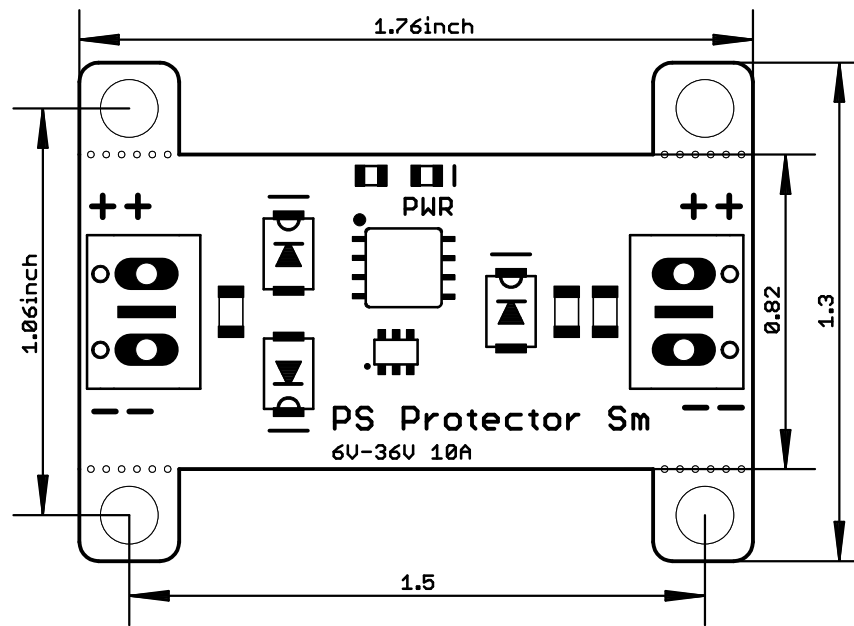 1.76inch
PWR
++
++
1.06inch
0.82
1.3
-- 
--
PS Protector Sm
6V-36V 10A
1.5